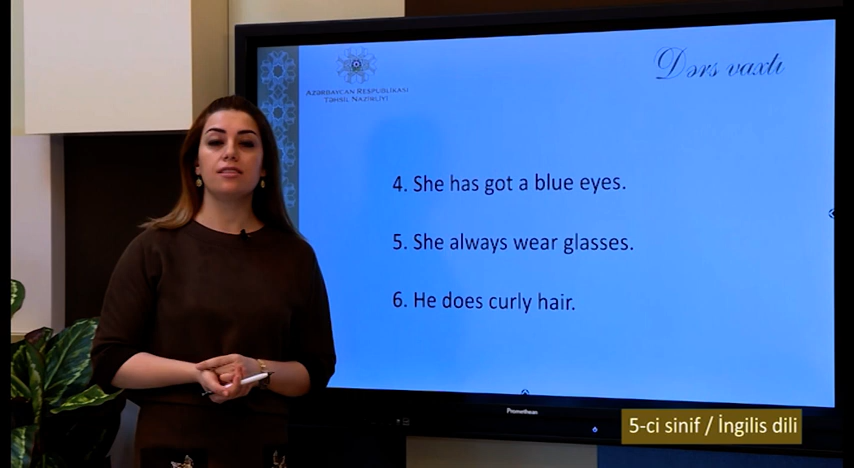 Dərs vaxtı
AZƏRBAYCAN RESPUBLİKASI
TƏHSİL NAZİRLİYİ
4. She has got a blue eyes.
5. She always wear glasses.
6. He does curly hair.
Promethean
5-ci sinif / İngilis dili